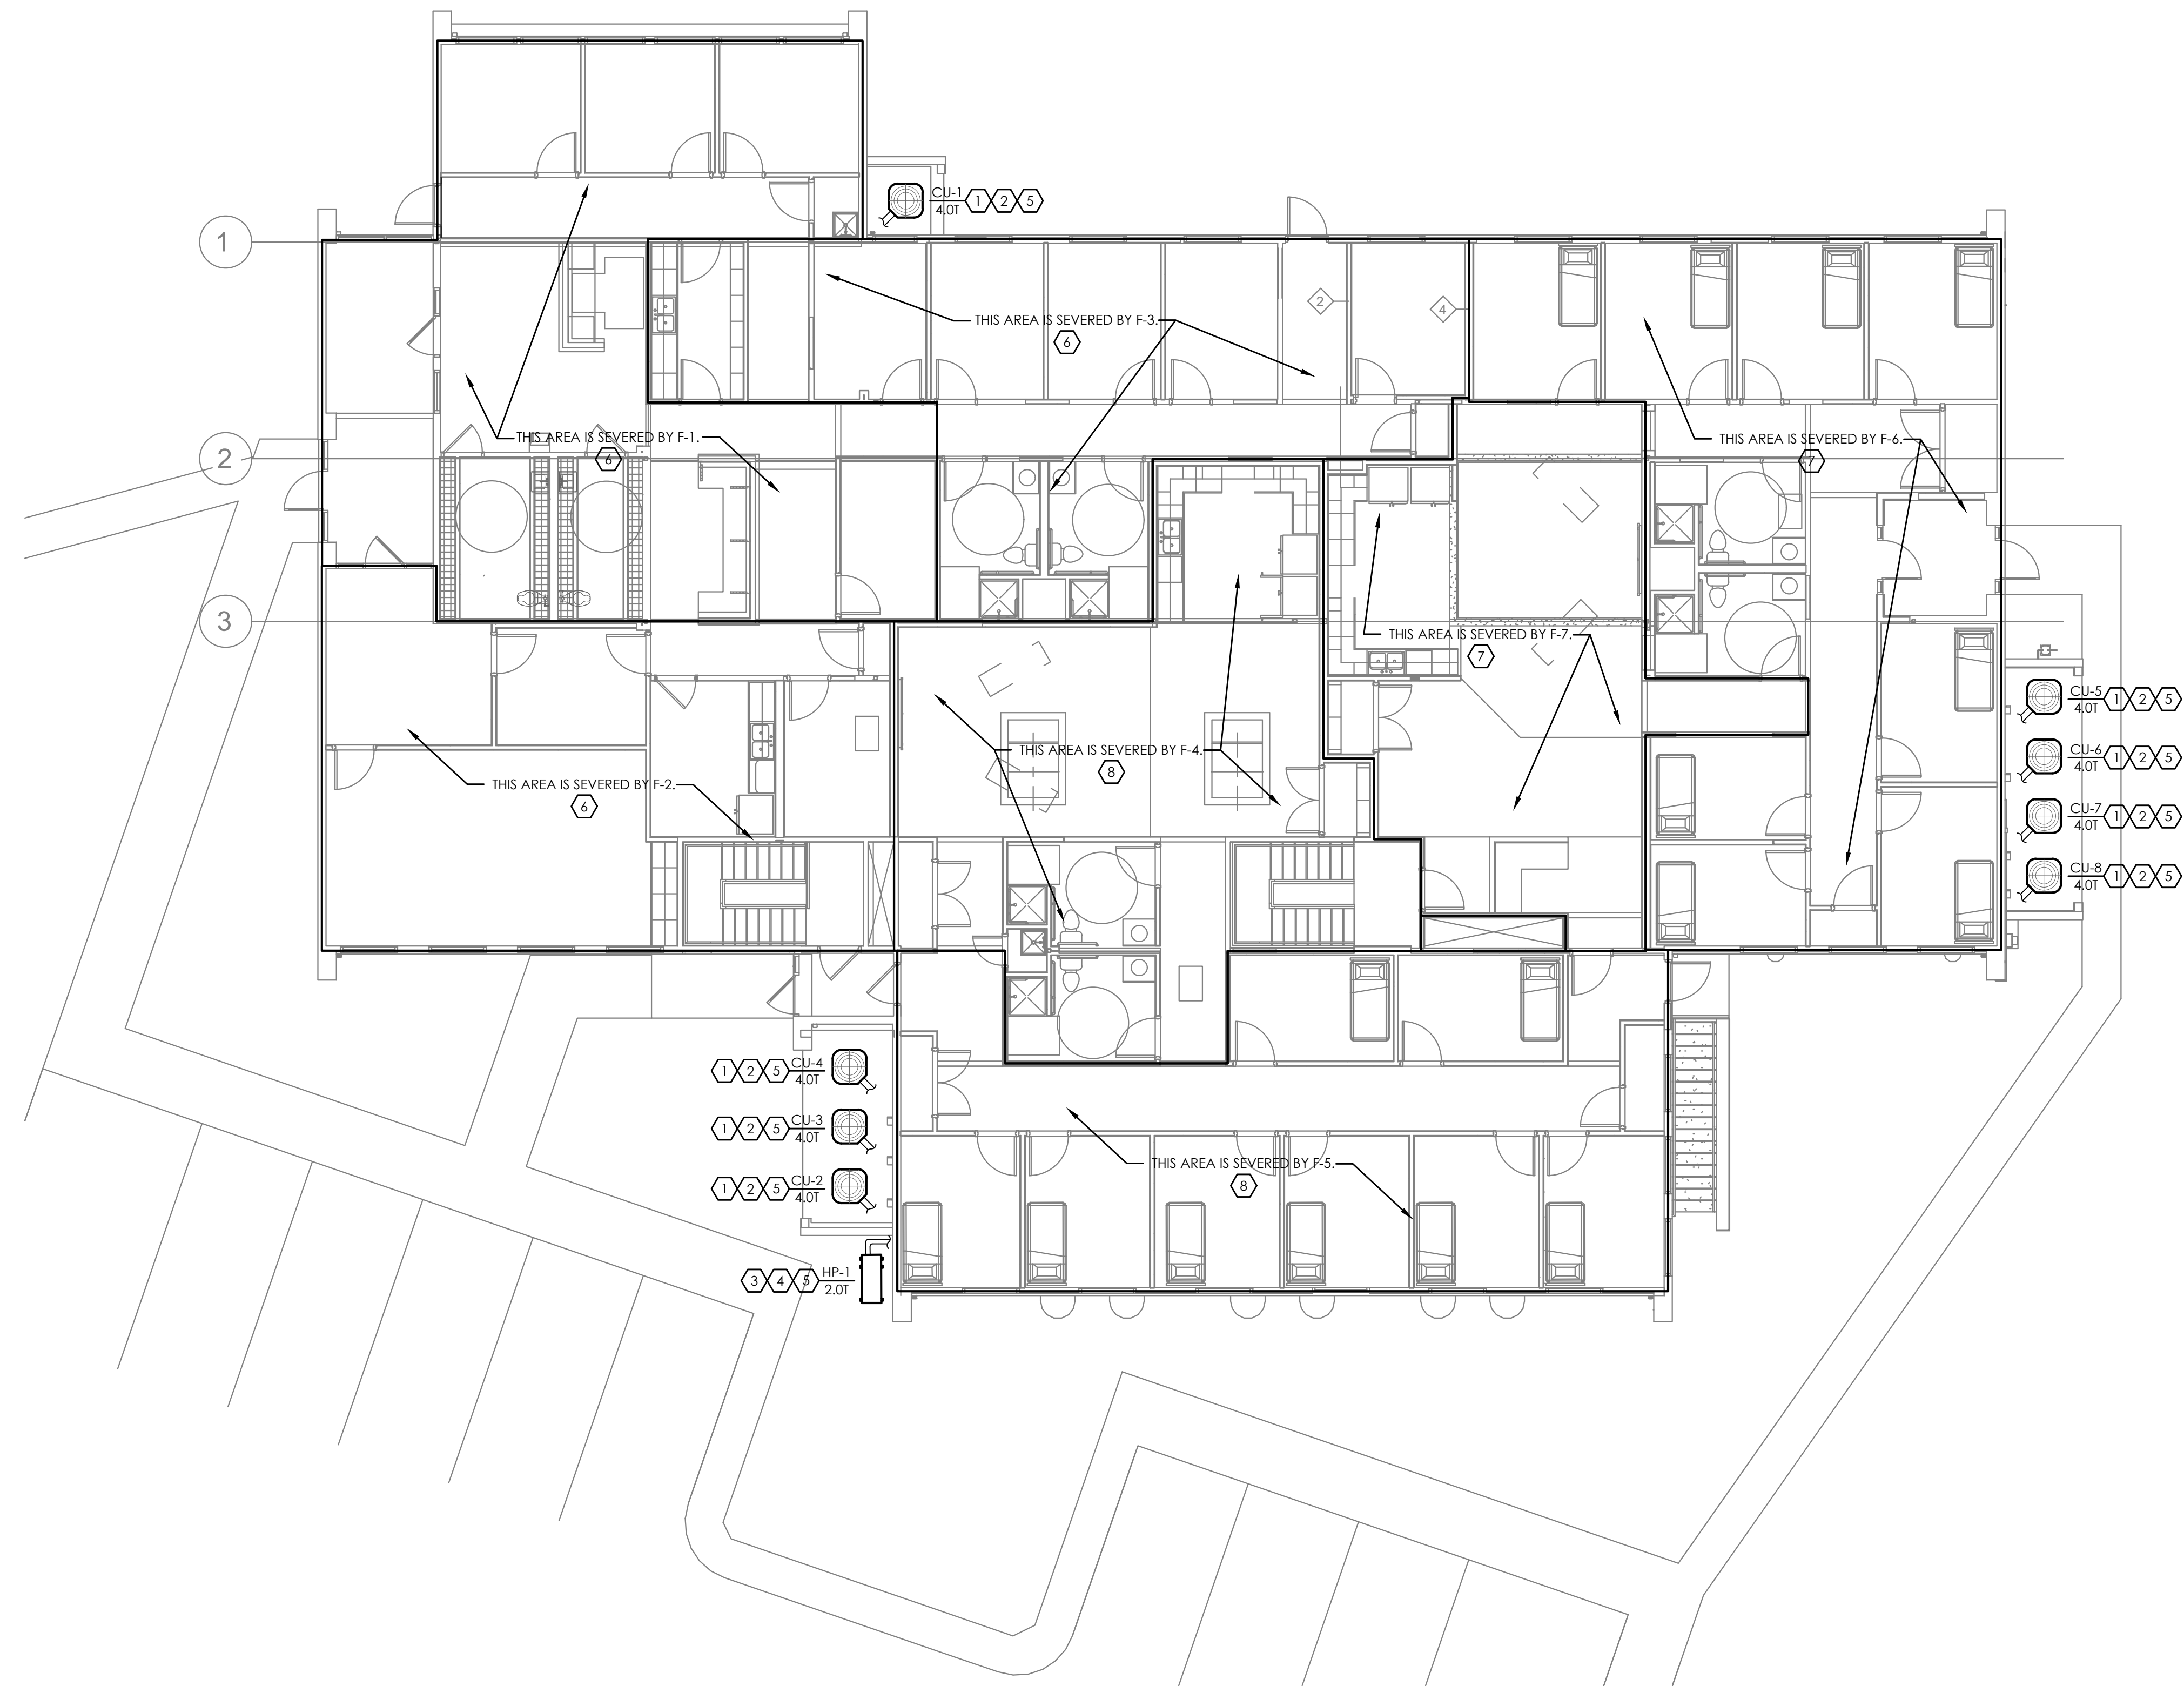 CU-1
4.0T
1 2 5
1
2
4
THIS AREA IS SEVERED BY F-3.
6
2
THIS AREA IS SEVERED BY F-1.
6
THIS AREA IS SEVERED BY F-6.
7
3
THIS AREA IS SEVERED BY F-7.
7
CU-5
4.0T
1 2 5
THIS AREA IS SEVERED BY F-4.
8
CU-6
4.0T
1 2 5
THIS AREA IS SEVERED BY F-2.
6
CU-7
4.0T
1 2 5
CU-8
4.0T
1 2 5
1 2 5 CU-4
4.0T
1 2 5 CU-3
4.0T
THIS AREA IS SEVERED BY F-5.
8
1 2 5 CU-2
4.0T
3 4 5 HP-1
2.0T